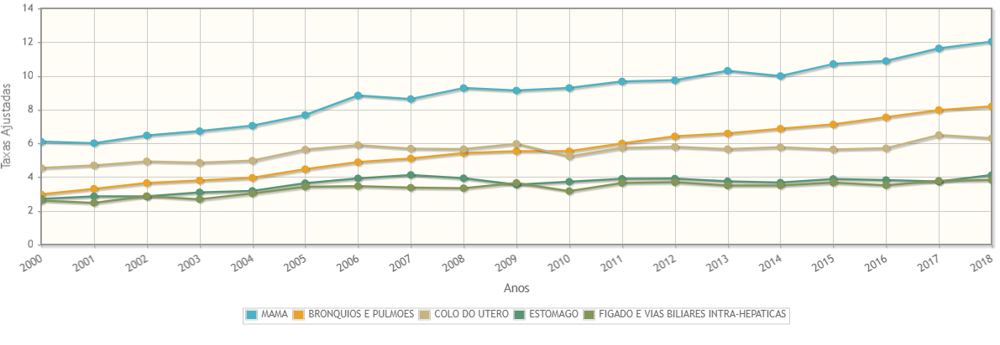 14
12
10
8
6
4
2
0
Taxas Ajustadas
2000 2001 2002 2003 2004 2005 2006 2007 2008 2009 2010 2011 2012 2013 2014 2015 2016 2017 2018
Anos
MAMA BRONQUIOS E PULMOES COLO DO UTERO ESTOMAGO FIGADO E VIAS BILIARES INTRA-HEPATICAS